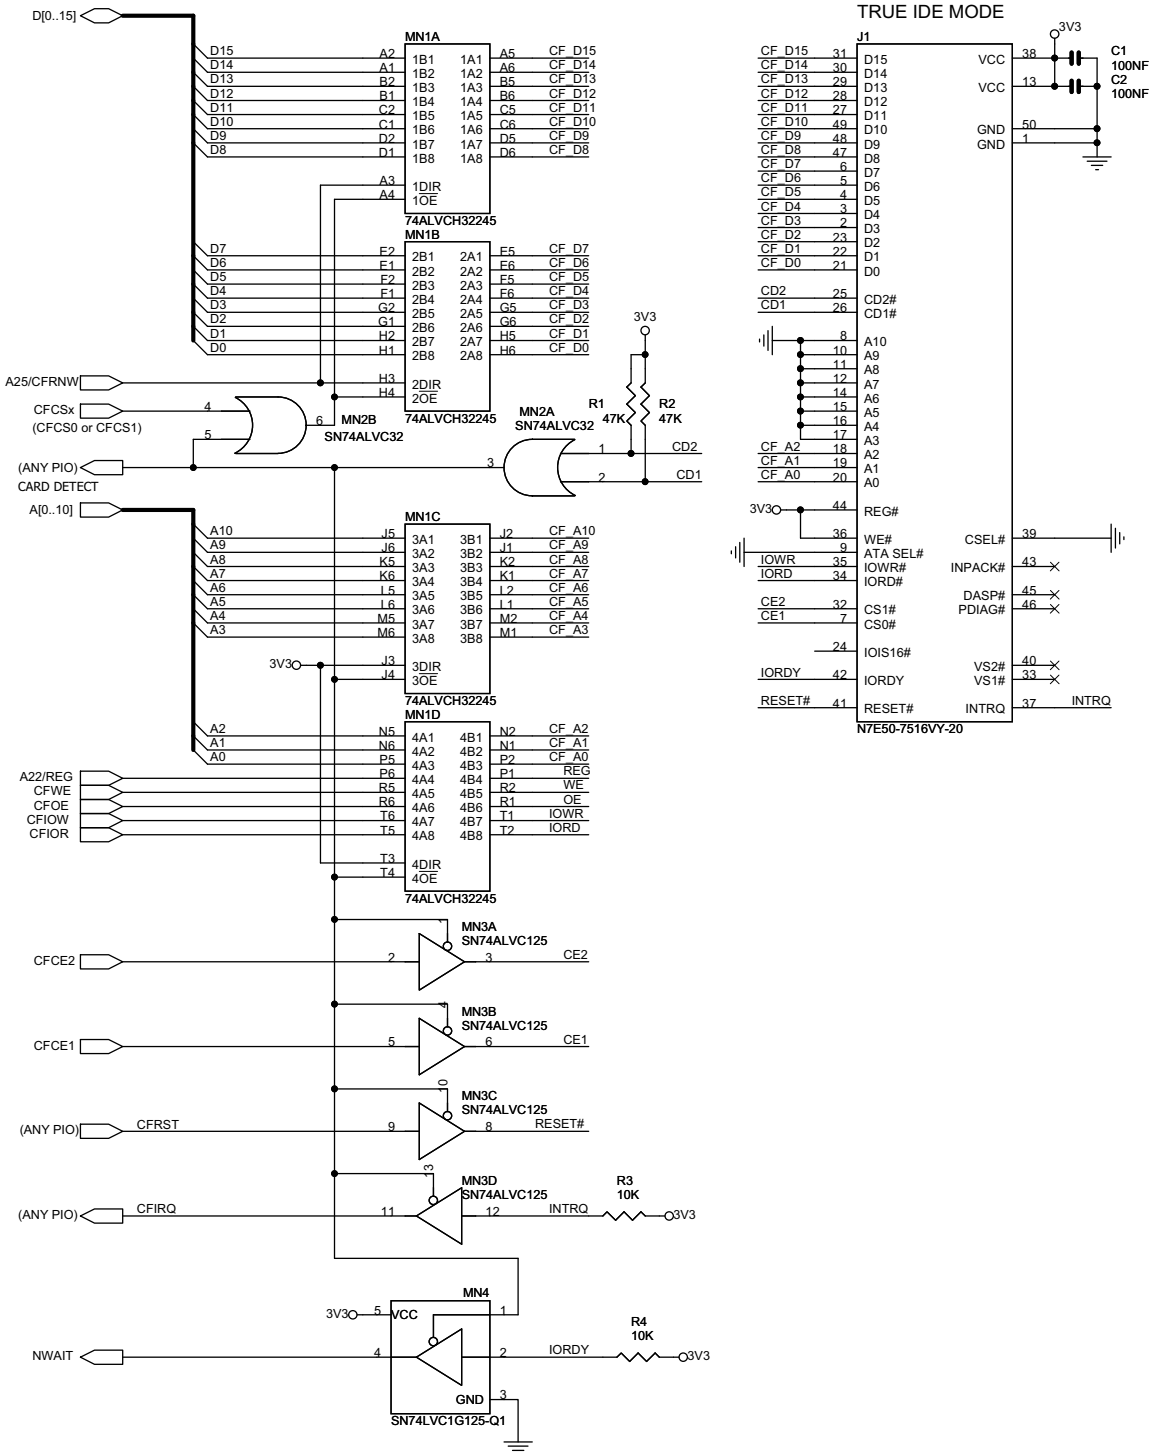 TRUE IDE MODE
D[0..15]
MN1A
D15 A2 1B1 1A1 A5 CF_D15
D14 A1 1B2 1A2 A6 CF_D14
D13 B2 1B3 1A3 B5 CF_D13
D12 B1 1B4 1A4 B6 CF_D12
D11 C2 1B5 1A5 C5 CF_D11
D10 C1 1B6 1A6 C6 CF_D10
D9 D2 1B7 1A7 D5 CF_D9
D8 D1 1B8 1A8 D6 CF_D8
A3 1DIR
A4 1OE
74ALVCH32245
MN1B
D7 E2 2B1 2A1 E5 CF_D7
D6 E1 2B2 2A2 E6 CF_D6
D5 F2 2B3 2A3 F5 CF_D5
D4 F1 2B4 2A4 F6 CF_D4
D3 G2 2B5 2A5 G5 CF_D3
D2 G1 2B6 2A6 G6 CF_D2
D1 H2 2B7 2A7 H5 CF_D1
D0 H1 2B8 2A8 H6 CF_D0
A25/CFRNW H3 2DIR
H4 2OE
74ALVCH32245
CFCSx 4
(CFCS0 or CFCS1)
5 6
MN2B
SN74ALVC32
3V3
R1 47K
R2 47K
MN2A
SN74ALVC32
1 CD2
2 CD1
3
(ANY PIO)
CARD DETECT
A[0..10]
MN1C
A10 J5 3A1 3B1 J2 CF_A10
A9 J6 3A2 3B2 J1 CF_A9
A8 K5 3A3 3B3 K2 CF_A8
A7 K6 3A4 3B4 K1 CF_A7
A6 L5 3A5 3B5 L2 CF_A6
A5 L6 3A6 3B6 L1 CF_A5
A4 M5 3A7 3B7 M2 CF_A4
A3 M6 3A8 3B8 M1 CF_A3
3V3 J3 3DIR
J4 3OE
74ALVCH32245
MN1D
A2 N5 4A1 4B1 N2 CF_A2
A1 N6 4A2 4B2 N1 CF_A1
A0 P5 4A3 4B3 P2 CF_A0
A22/REG P6 4A4 4B4 P1 REG
CFWE R5 4A5 4B5 R2 WE
CFOE R6 4A6 4B6 R1 OE
CFIOW T6 4A7 4B7 T1 IOWR
CFIOR T5 4A8 4B8 T2 IORD
T3 4DIR
T4 4OE
74ALVCH32245
1 MN3A
SN74ALVC125
CFCE2 2 3 CE2
4 MN3B
SN74ALVC125
CFCE1 5 6 CE1
10 MN3C
SN74ALVC125
(ANY PIO) CFRST 9 8 RESET#
13 MN3D
SN74ALVC125
(ANY PIO) CFIRQ 11 12 INTRQ R3 10K 3V3
MN4
3V3 5 VCC 1
NWAIT 4 2 IORDY R4 10K 3V3
GND 3
SN74LVC1G125-Q1
J1
3V3
CF_D15 31 D15
CF_D14 30 D14
CF_D13 29 D13
CF_D12 28 D12
CF_D11 27 D11
CF_D10 49 D10
CF_D9 48 D9
CF_D8 47 D8
CF_D7 6 D7
CF_D6 5 D6
CF_D5 4 D5
CF_D4 3 D4
CF_D3 2 D3
CF_D2 23 D2
CF_D1 22 D1
CF_D0 21 D0
VCC 38 C1 100NF
VCC 13 C2 100NF
GND 50
GND 1
CD2 25 CD2#
CD1 26 CD1#
8 A10
10 A9
11 A8
12 A7
14 A6
15 A5
16 A4
17 A3
CF_A2 18 A2
CF_A1 19 A1
CF_A0 20 A0
3V3 44 REG#
36 WE# CSEL# 39
9 ATA SEL#
IOWR 35 IOWR# INPACK# 43
IORD 34 IORD#
DASP# 45
CE2 32 CS1# PDIAG# 46
CE1 7 CS0#
24 IOIS16#
VS2# 40
IORDY 42 IORDY VS1# 33
RESET# 41 RESET# INTRQ 37 INTRQ
N7E50-7516VY-20